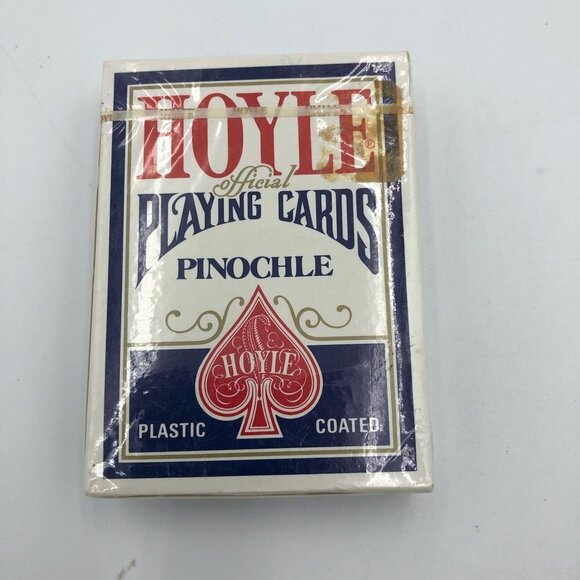 HOYLE®
official
PLAYING CARDS
PINOCHLE
HOYLE
PLASTIC COATED